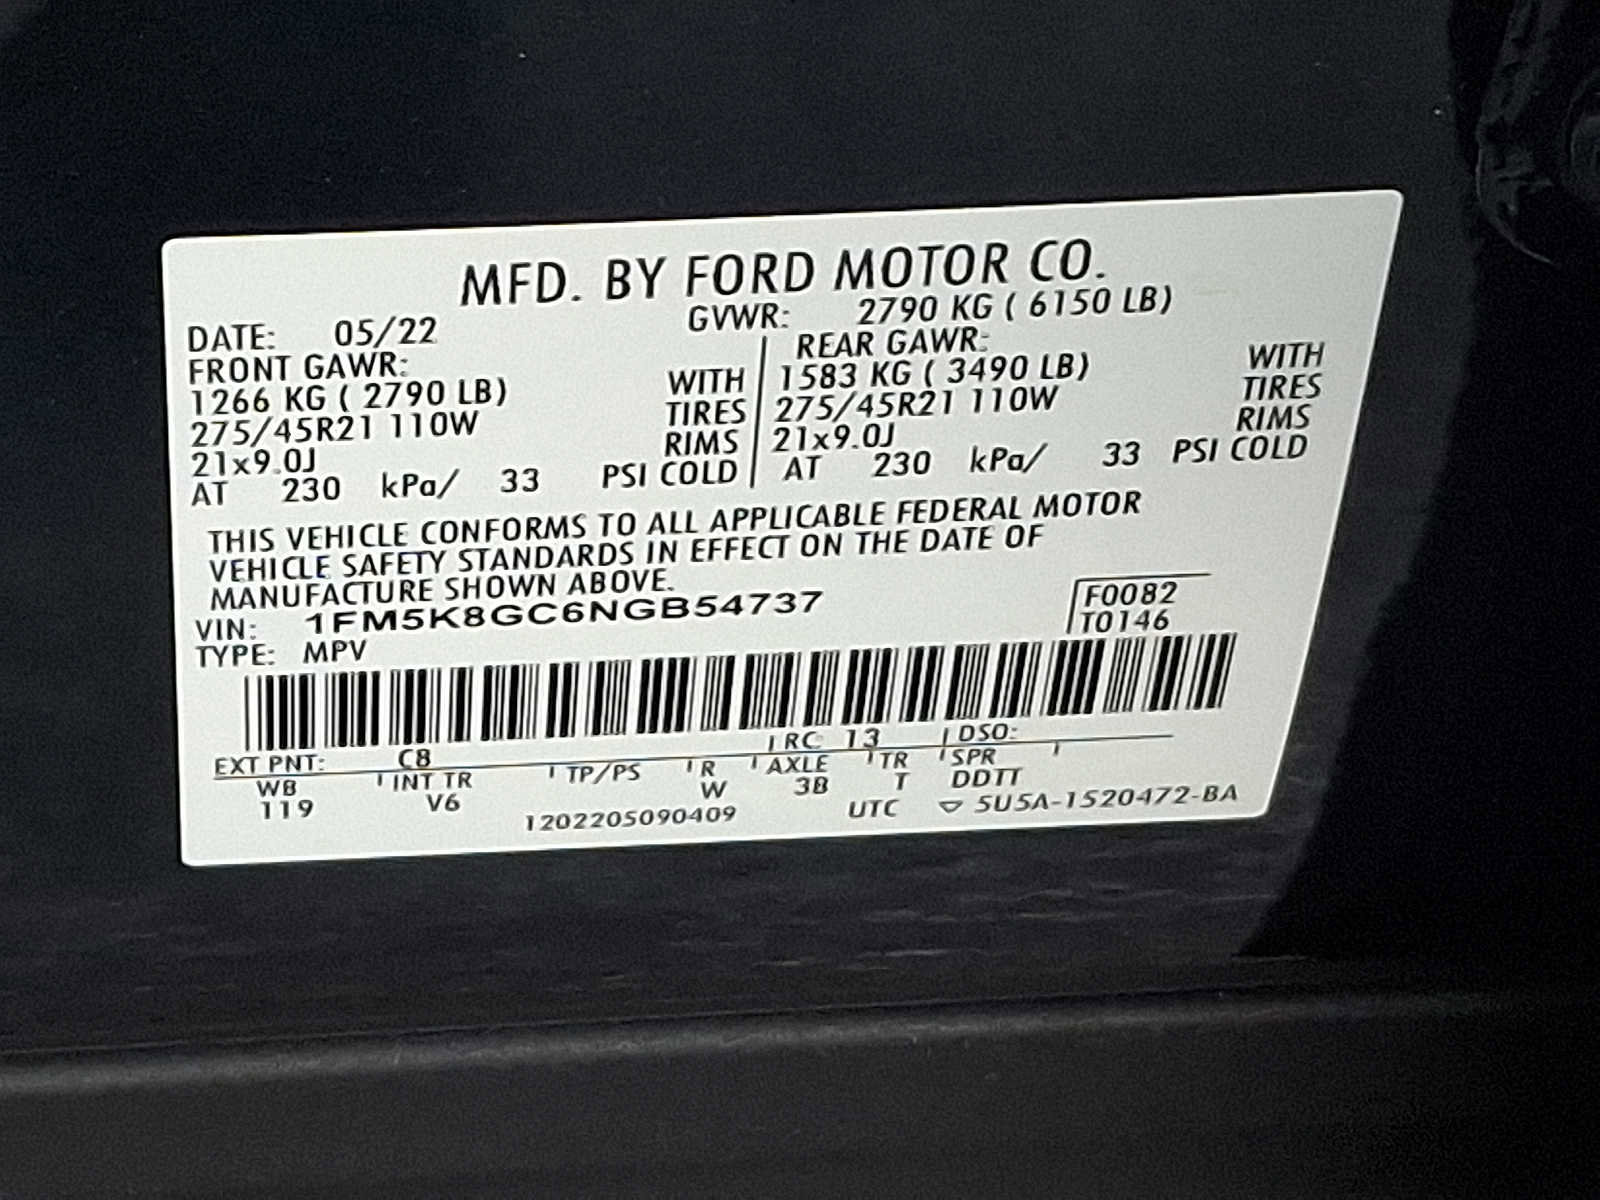 MFD. BY FORD MOTOR CO.
DATE: 05/22 GVWR: 2790 KG ( 6150 LB)
FRONT GAWR: REAR GAWR:
1266 KG ( 2790 LB) WITH 1583 KG ( 3490 LB) WITH
275/45R21 110W TIRES 275/45R21 110W TIRES
21x9.0J RIMS 21x9.0J RIMS
AT 230 kPa/ 33 PSI COLD AT 230 kPa/ 33 PSI COLD
THIS VEHICLE CONFORMS TO ALL APPLICABLE FEDERAL MOTOR
VEHICLE SAFETY STANDARDS IN EFFECT ON THE DATE OF
MANUFACTURE SHOWN ABOVE.
VIN: 1FM5K8GC6NGB54737 F0082
TYPE: MPV T0146
EXT PNT: C8 RC: 13 DSO:
WB INT TR TP/PS R AXLE TR SPR
119 V6 W 3B T DDTT
1202205090409 UTC ▽ 5U5A-1520472-BA